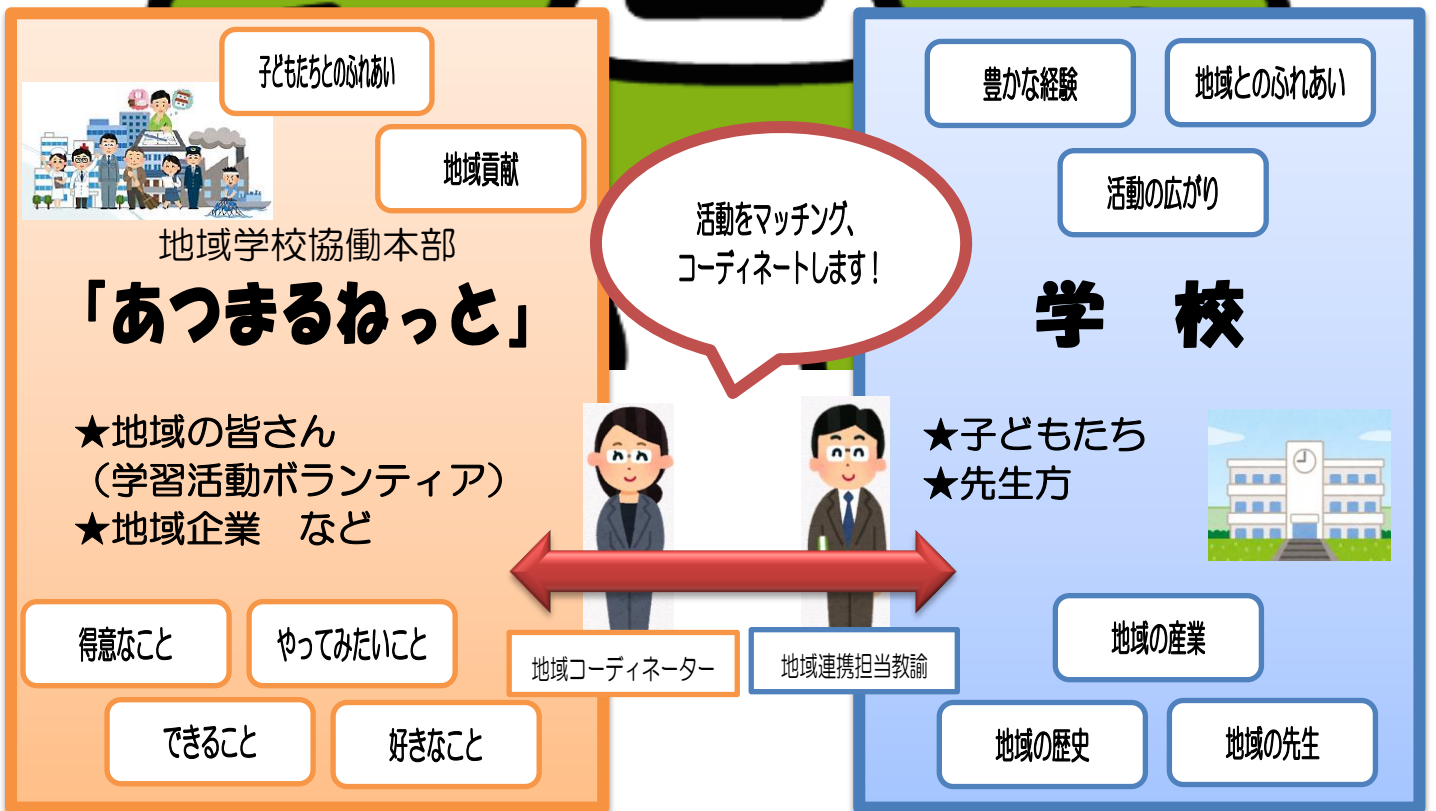 子どもたちとのふれあい
地域貢献
地域学校協働本部
「あつまるねっと」
★地域の皆さん
（学習活動ボランティア）
★地域企業　など
得意なこと
やってみたいこと
できること
好きなこと
活動をマッチング、
コーディネートします！
地域コーディネーター
地域連携担当教諭
豊かな経験
地域とのふれあい
活動の広がり
学　校
★子どもたち
★先生方
地域の産業
地域の歴史
地域の先生